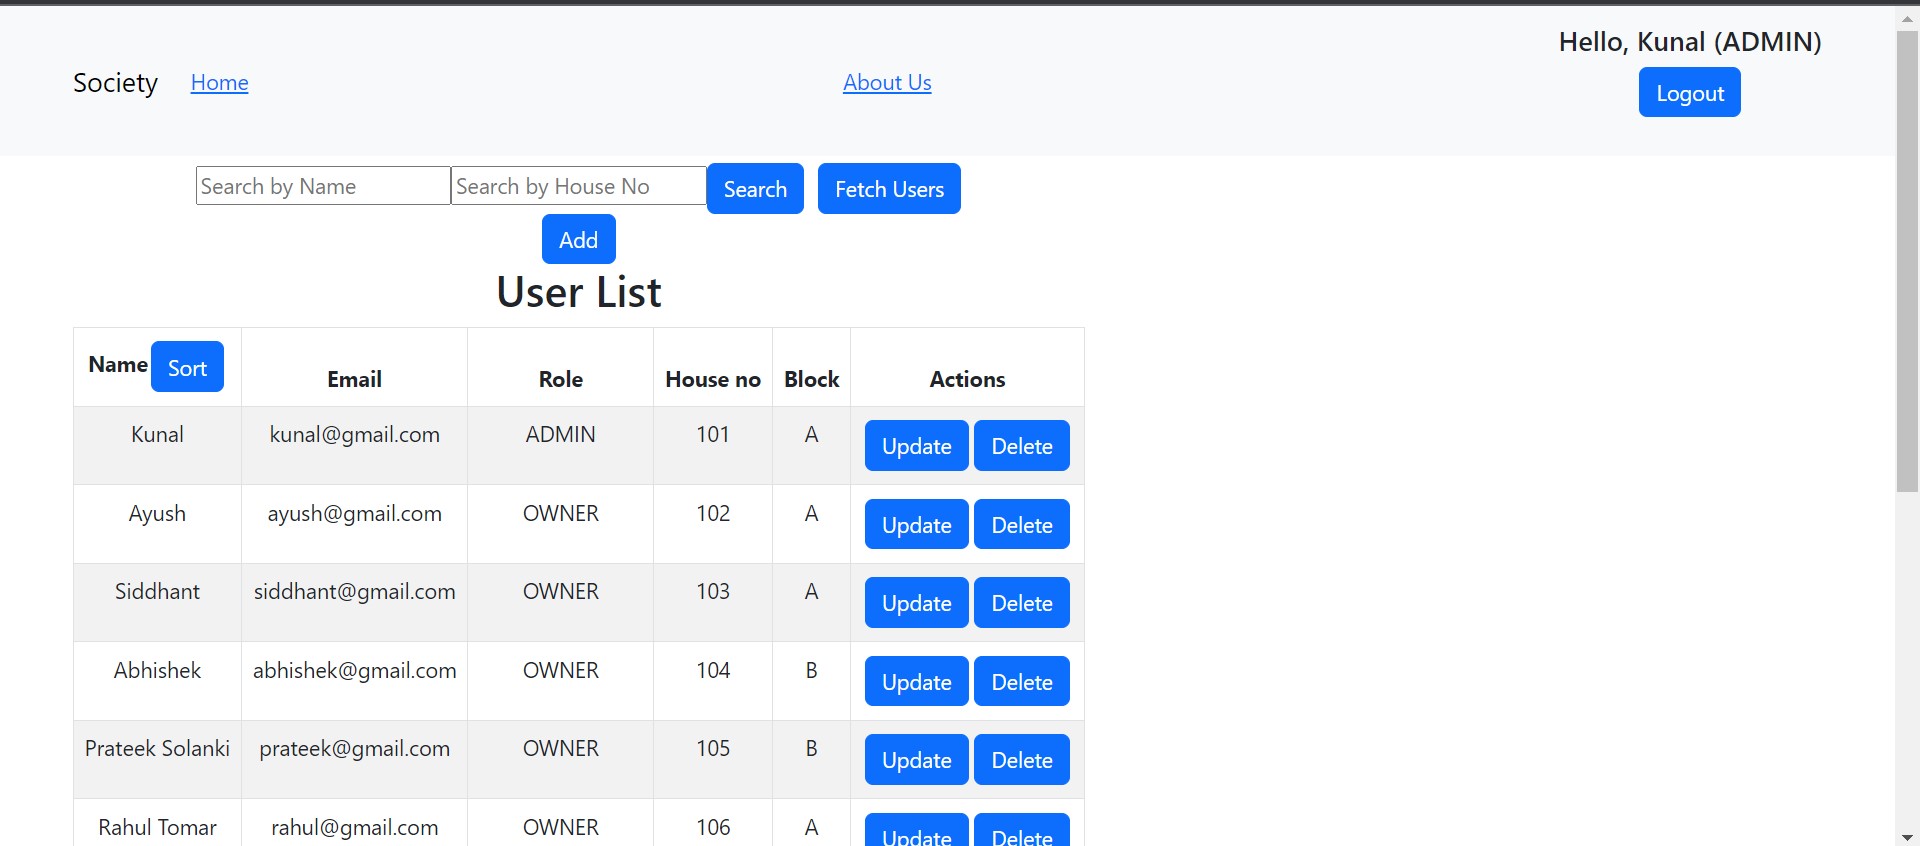 Hello, Kunal (ADMIN)
Society Home About Us Logout
Search by Name Search by House No Search Fetch Users
Add
User List
Name Sort Email Role House no Block Actions
Kunal kunal@gmail.com ADMIN 101 A Update Delete
Ayush ayush@gmail.com OWNER 102 A Update Delete
Siddhant siddhant@gmail.com OWNER 103 A Update Delete
Abhishek abhishek@gmail.com OWNER 104 B Update Delete
Prateek Solanki prateek@gmail.com OWNER 105 B Update Delete
Rahul Tomar rahul@gmail.com OWNER 106 A Update Delete